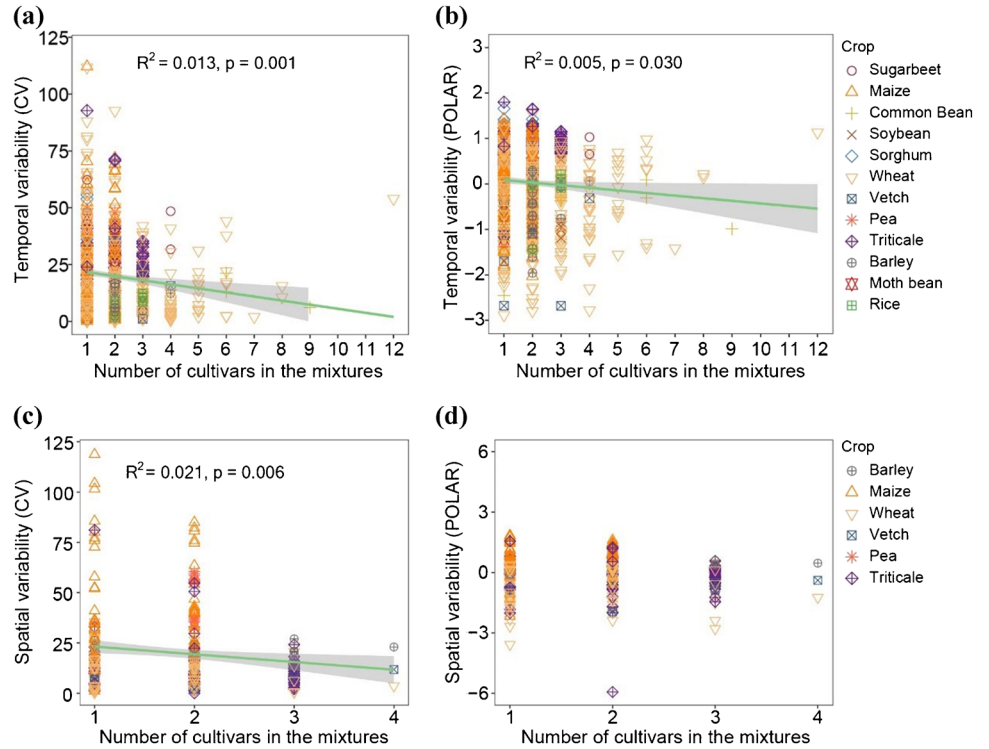 (a)
125
100
75
50
25
0
Temporal variability (CV)
R² = 0.013, p = 0.001
1 2 3 4 5 6 7 8 9 10 11 12
Number of cultivars in the mixtures
(b)
3
2
1
0
−1
−2
−3
Temporal variability (POLAR)
R² = 0.005, p = 0.030
1 2 3 4 5 6 7 8 9 10 11 12
Number of cultivars in the mixtures
Crop
Sugarbeet
Maize
Common Bean
Soybean
Sorghum
Wheat
Vetch
Pea
Triticale
Barley
Moth bean
Rice
(c)
125
100
75
50
25
0
Spatial variability (CV)
R² = 0.021, p = 0.006
1 2 3 4
Number of cultivars in the mixtures
(d)
6
3
0
−3
−6
Spatial variability (POLAR)
1 2 3 4
Number of cultivars in the mixtures
Crop
Barley
Maize
Wheat
Vetch
Pea
Triticale